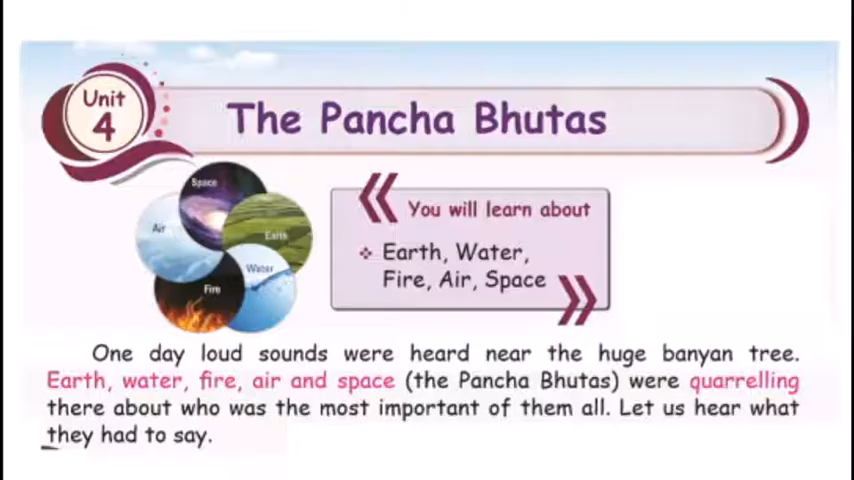 Unit
4
The Pancha Bhutas
Space
Air
Earth
Water
Fire
You will learn about
❖ Earth, Water,
Fire, Air, Space
One day loud sounds were heard near the huge banyan tree.
Earth, water, fire, air and space (the Pancha Bhutas) were quarrelling
there about who was the most important of them all. Let us hear what
they had to say.